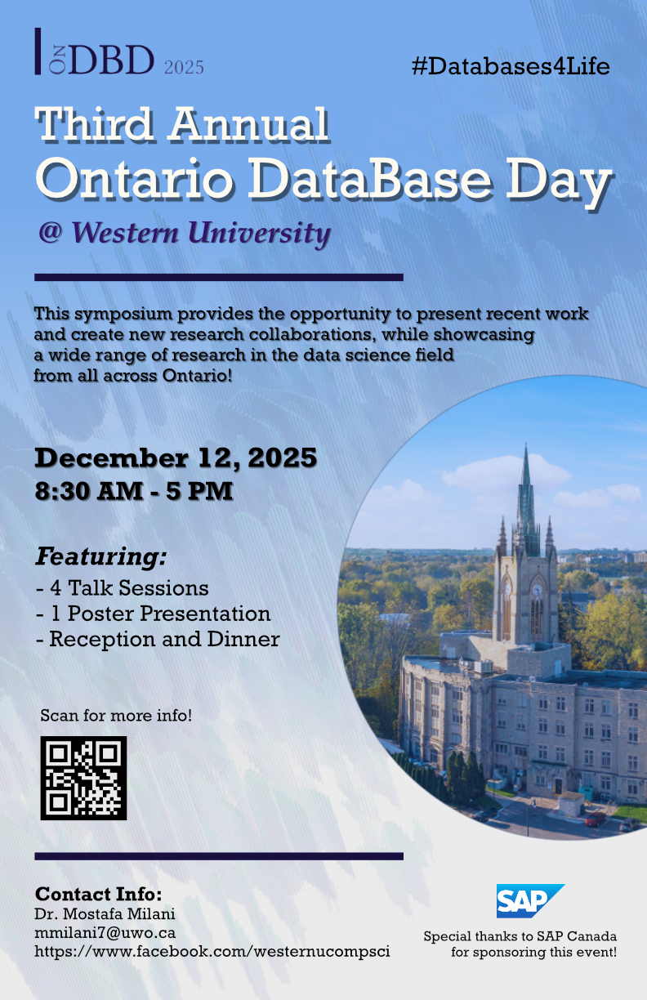 ON DBD 2025
#Databases4Life
Third Annual
Ontario DataBase Day
@ Western University
This symposium provides the opportunity to present recent work
and create new research collaborations, while showcasing
a wide range of research in the data science field
from all across Ontario!
December 12, 2025
8:30 AM - 5 PM
Featuring:
- 4 Talk Sessions
- 1 Poster Presentation
- Reception and Dinner
Scan for more info!
Contact Info:
Dr. Mostafa Milani
mmilani7@uwo.ca
https://www.facebook.com/westernucompsci
SAP
Special thanks to SAP Canada
for sponsoring this event!